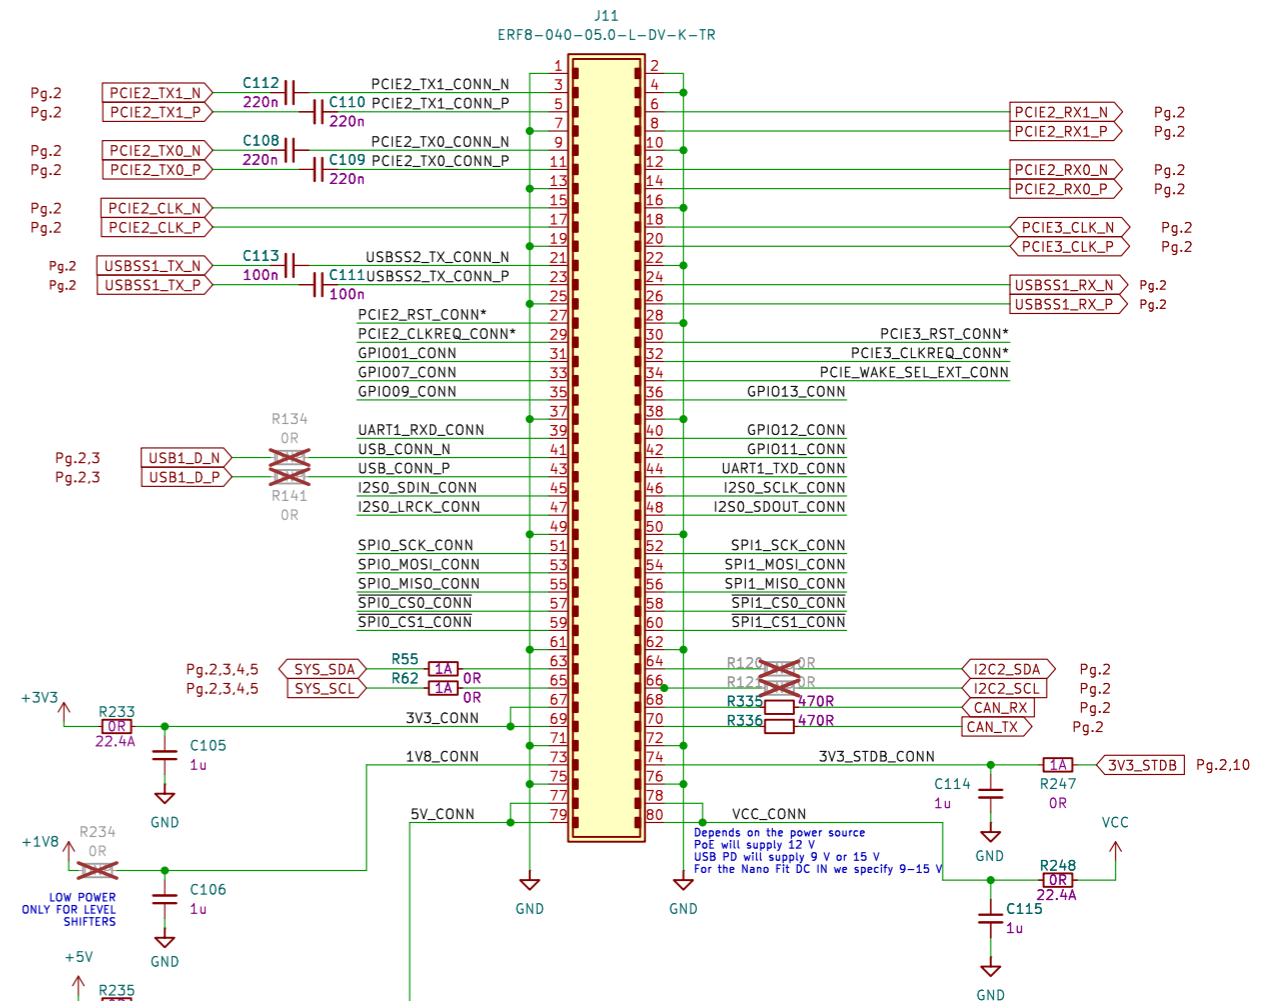 J11
ERF8-040-05.0-L-DV-K-TR
1 2
Pg.2 PCIE2_TX1_N C112 220n PCIE2_TX1_CONN_N 3 4
Pg.2 PCIE2_TX1_P C110 220n PCIE2_TX1_CONN_P 5 6 PCIE2_RX1_N Pg.2
7 8 PCIE2_RX1_P Pg.2
Pg.2 PCIE2_TX0_N C108 220n PCIE2_TX0_CONN_N 9 10
Pg.2 PCIE2_TX0_P C109 220n PCIE2_TX0_CONN_P 11 12 PCIE2_RX0_N Pg.2
13 14 PCIE2_RX0_P Pg.2
Pg.2 PCIE2_CLK_N 15 16
Pg.2 PCIE2_CLK_P 17 18 PCIE3_CLK_N Pg.2
19 20 PCIE3_CLK_P Pg.2
Pg.2 USBSS1_TX_N C113 100n USBSS2_TX_CONN_N 21 22
Pg.2 USBSS1_TX_P C111 100n USBSS2_TX_CONN_P 23 24 USBSS1_RX_N Pg.2
25 26 USBSS1_RX_P Pg.2
PCIE2_RST_CONN* 27 28
PCIE2_CLKREQ_CONN* 29 30 PCIE3_RST_CONN*
GPIO01_CONN 31 32 PCIE3_CLKREQ_CONN*
GPIO07_CONN 33 34 PCIE_WAKE_SEL_EXT_CONN
GPIO09_CONN 35 36 GPIO13_CONN
37 38
R134
0R
UART1_RXD_CONN 39 40 GPIO12_CONN
Pg.2,3 USB1_D_N USB_CONN_N 41 42 GPIO11_CONN
Pg.2,3 USB1_D_P USB_CONN_P 43 44 UART1_TXD_CONN
R141
0R
I2S0_SDIN_CONN 45 46 I2S0_SCLK_CONN
I2S0_LRCK_CONN 47 48 I2S0_SDOUT_CONN
49 50
SPI0_SCK_CONN 51 52 SPI1_SCK_CONN
SPI0_MOSI_CONN 53 54 SPI1_MOSI_CONN
SPI0_MISO_CONN 55 56 SPI1_MISO_CONN
SPI0_CS0_CONN 57 58 SPI1_CS0_CONN
SPI0_CS1_CONN 59 60 SPI1_CS1_CONN
61 62
Pg.2,3,4,5 SYS_SDA R55 1A 0R 63 64 R120 0R I2C2_SDA Pg.2
Pg.2,3,4,5 SYS_SCL R62 1A 0R 65 66 R121 0R I2C2_SCL Pg.2
67 68 R335 470R CAN_RX Pg.2
+3V3 R233 0R 22.4A 3V3_CONN 69 70 R336 470R CAN_TX Pg.2
C105
1u
GND
71 72
1V8_CONN 73 74 3V3_STDB_CONN 1A R247 0R 3V3_STDB Pg.2,10
75 76
C114
1u
GND
77 78
5V_CONN 79 80 VCC_CONN
Depends on the power source
PoE will supply 12 V
USB PD will supply 9 V or 15 V
For the Nano Fit DC IN we specify 9-15 V
VCC
R248
0R
22.4A
C115
1u
GND
+1V8
R234
0R
C106
1u
GND
LOW POWER
ONLY FOR LEVEL
SHIFTERS
GND GND
+5V
R235